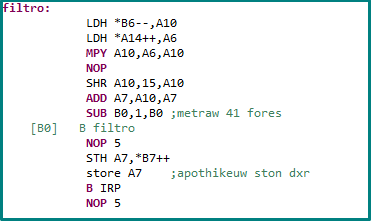 filtro:
LDH *B6--,A10
LDH *A14++,A6
MPY A10,A6,A10
NOP
SHR A10,15,A10
ADD A7,A10,A7
SUB B0,1,B0 ;metraw 41 fores
[B0] B filtro
NOP 5
STH A7,*B7++
store A7 ;apothikeuw ston dxr
B IRP
NOP 5